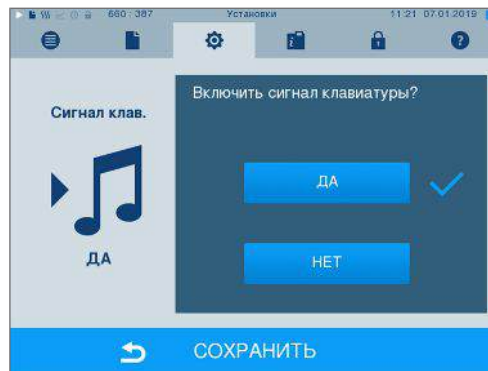 660 : 387 Установки 11:21 07.01.2019
Сигнал клав.
ДА
Включить сигнал клавиатуры?
ДА
НЕТ
СОХРАНИТЬ